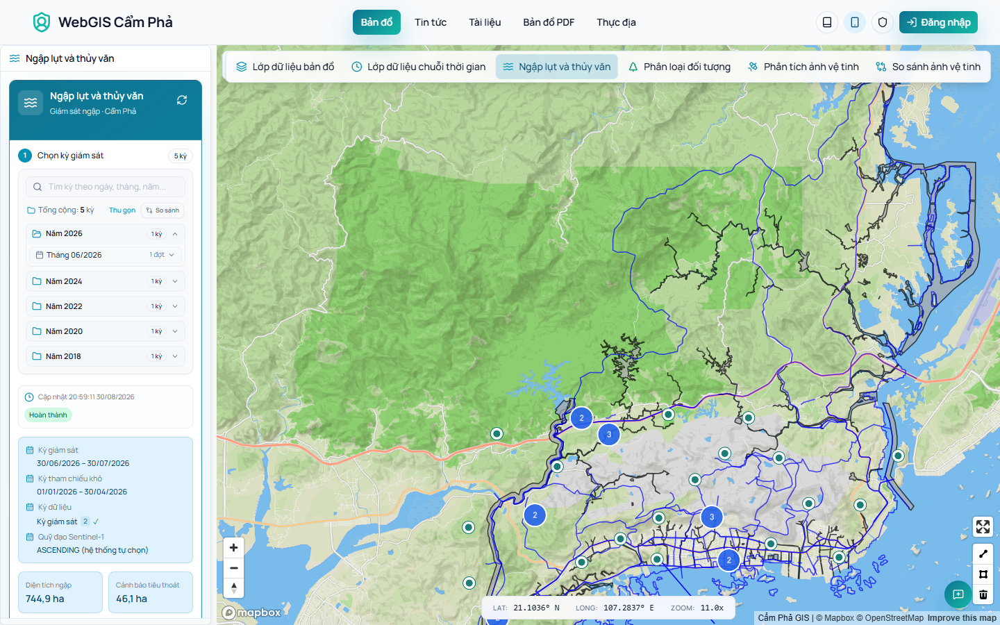 WebGIS Cẩm Phả
Bản đồ
Tin tức
Tài liệu
Bản đồ PDF
Thực địa
Đăng nhập
Ngập lụt và thủy văn
Lớp dữ liệu bản đồ
Lớp dữ liệu chuỗi thời gian
Ngập lụt và thủy văn
Phân loại đối tượng
Phân tích ảnh vệ tinh
So sánh ảnh vệ tinh
Ngập lụt và thủy văn
Giám sát ngập · Cẩm Phả
1 Chọn kỳ giám sát 5 kỳ
Tìm kỳ theo ngày, tháng, năm...
Tổng cộng: 5 kỳ Thu gọn So sánh
Năm 2026 1 kỳ
Tháng 06/2026 1 đợt
Năm 2024 1 kỳ
Năm 2022 1 kỳ
Năm 2020 1 kỳ
Năm 2018 1 kỳ
Cập nhật 20:59:11 30/08/2026
Hoàn thành
Kỳ giám sát
30/06/2026 – 30/07/2026
Kỳ tham chiếu khô
01/01/2026 – 30/04/2026
Kỳ dữ liệu
Kỳ giám sát 2 ✓
Quỹ đạo Sentinel-1
ASCENDING (hệ thống tự chọn)
Diện tích ngập
744,9 ha
Cảnh báo tiêu thoát
46,1 ha
2
3
2
3
2
mapbox
LAT: 21.1036° N LONG: 107.2837° E ZOOM: 11.0x
Cẩm Phả GIS | © Mapbox © OpenStreetMap Improve this map